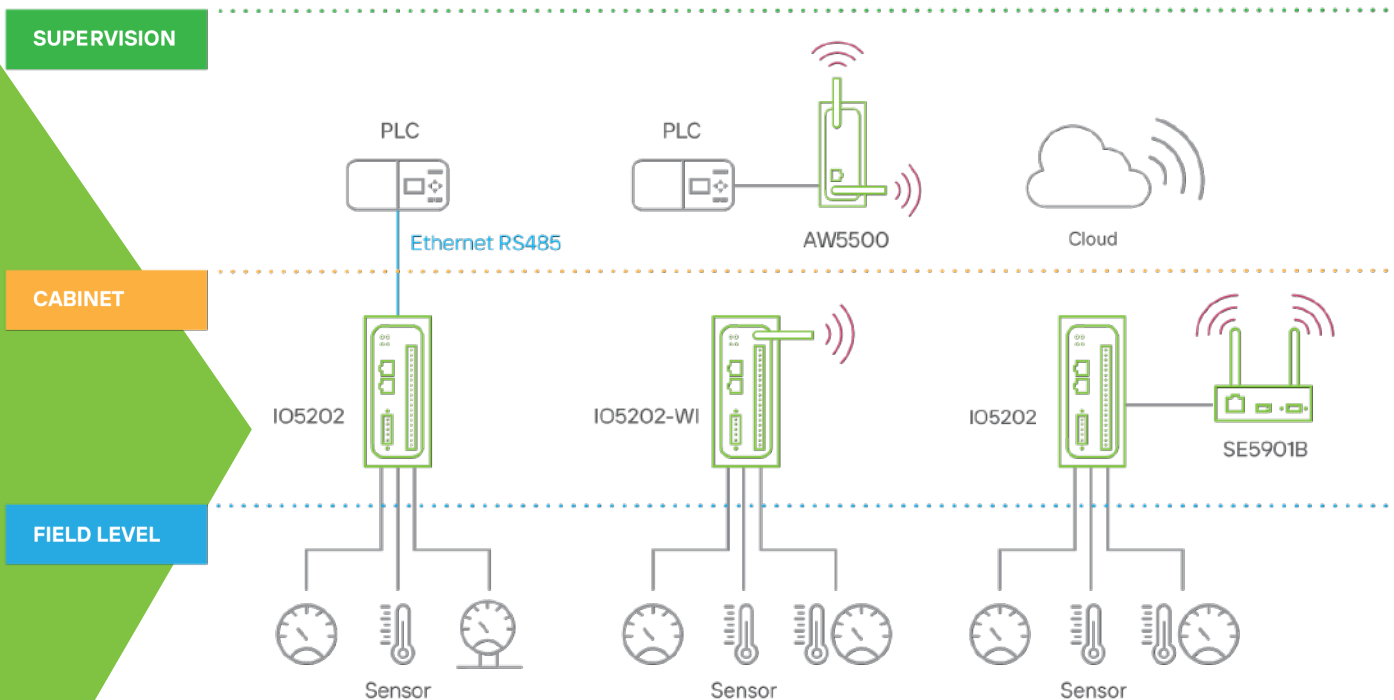 SUPERVISION
PLC
PLC
Ethernet RS485
AW5500
Cloud
CABINET
IO5202
IO5202-WI
IO5202
SE5901B
FIELD LEVEL
Sensor
Sensor
Sensor